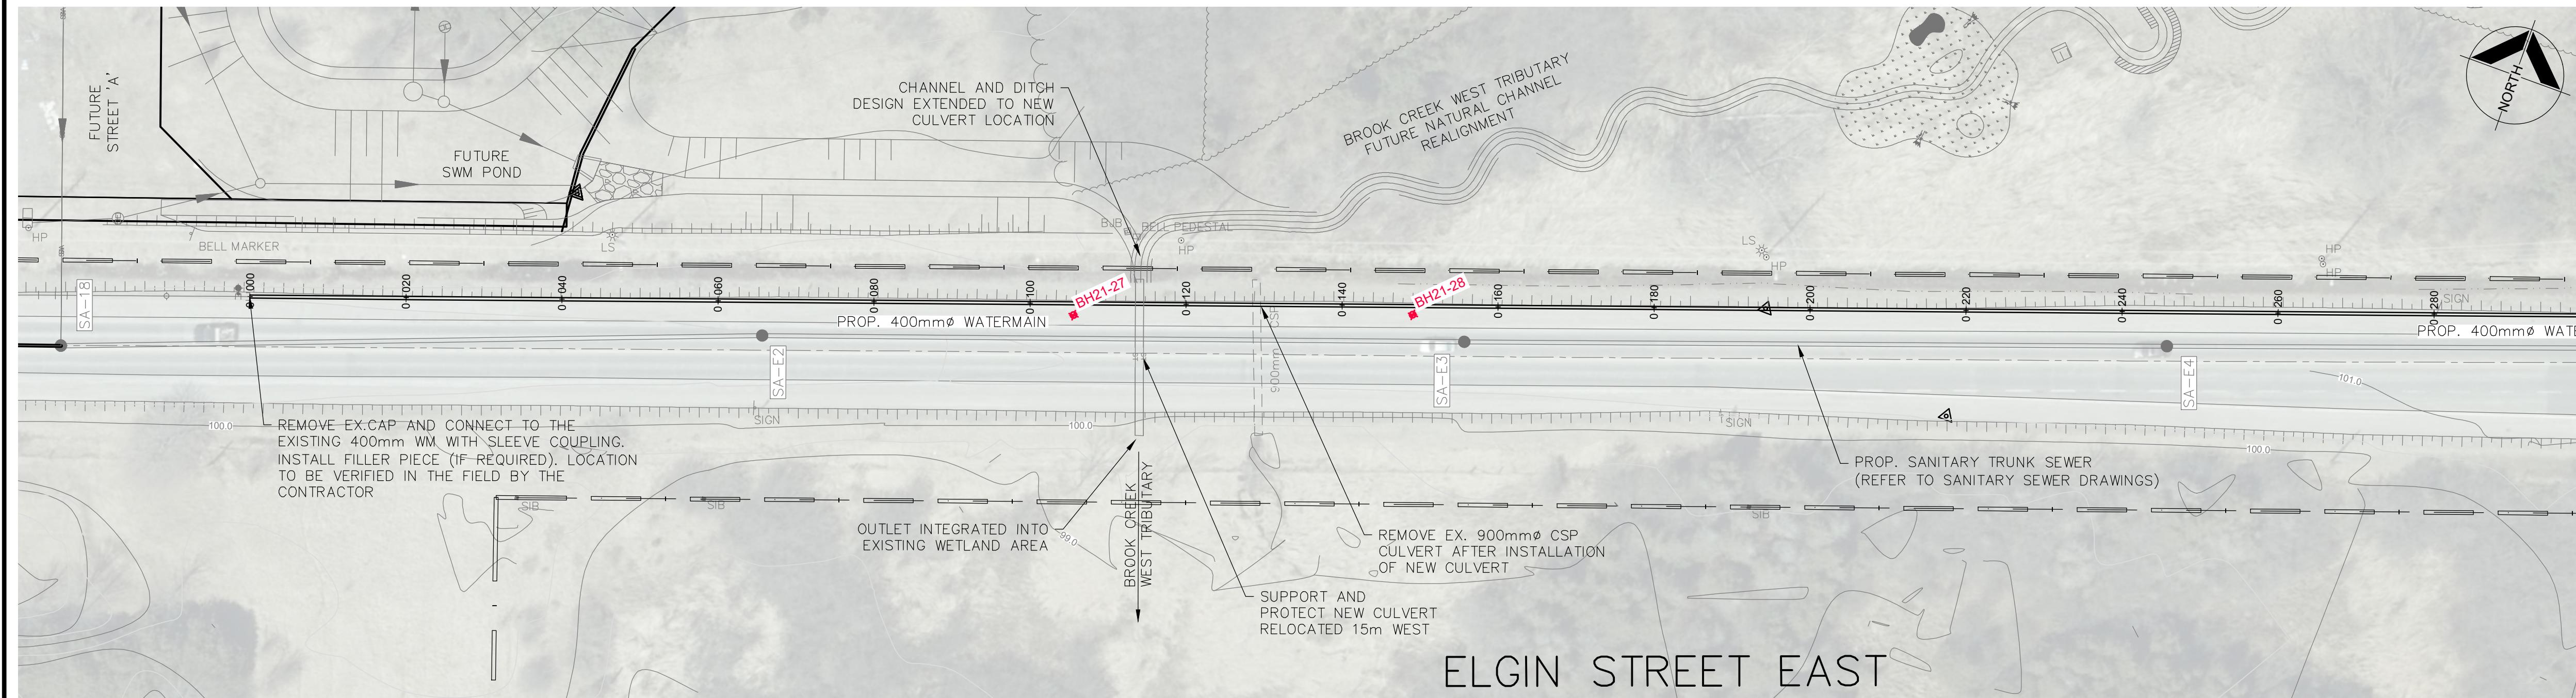 FUTURE
STREET 'A'
FUTURE
SWM POND
CHANNEL AND DITCH
DESIGN EXTENDED TO NEW
CULVERT LOCATION
BROOK CREEK WEST TRIBUTARY
FUTURE NATURAL CHANNEL
REALIGNMENT
NORTH
HP
BELL MARKER
LS
BJB
BELL PEDESTAL
HP
LS
HP
HP
HP
SIGN
SA-18
0+000
0+020
0+040
0+060
0+080
0+100
BH21-27
0+120
0+140
BH21-28
0+160
0+180
0+200
0+220
0+240
0+260
0+280
PROP. 400mmø WATERMAIN
PROP. 400mmø WATE
SA-E2
900mm CSP
SA-E3
SA-E4
101.0
100.0
SIGN
100.0
SIGN
100.0
REMOVE EX.CAP AND CONNECT TO THE
EXISTING 400mm WM WITH SLEEVE COUPLING.
INSTALL FILLER PIECE (IF REQUIRED). LOCATION
TO BE VERIFIED IN THE FIELD BY THE
CONTRACTOR
PROP. SANITARY TRUNK SEWER
(REFER TO SANITARY SEWER DRAWINGS)
SIB
SIB
SIB
OUTLET INTEGRATED INTO
EXISTING WETLAND AREA
99.0
BROOK CREEK
WEST TRIBUTARY
REMOVE EX. 900mmø CSP
CULVERT AFTER INSTALLATION
OF NEW CULVERT
SUPPORT AND
PROTECT NEW CULVERT
RELOCATED 15m WEST
ELGIN STREET EAST